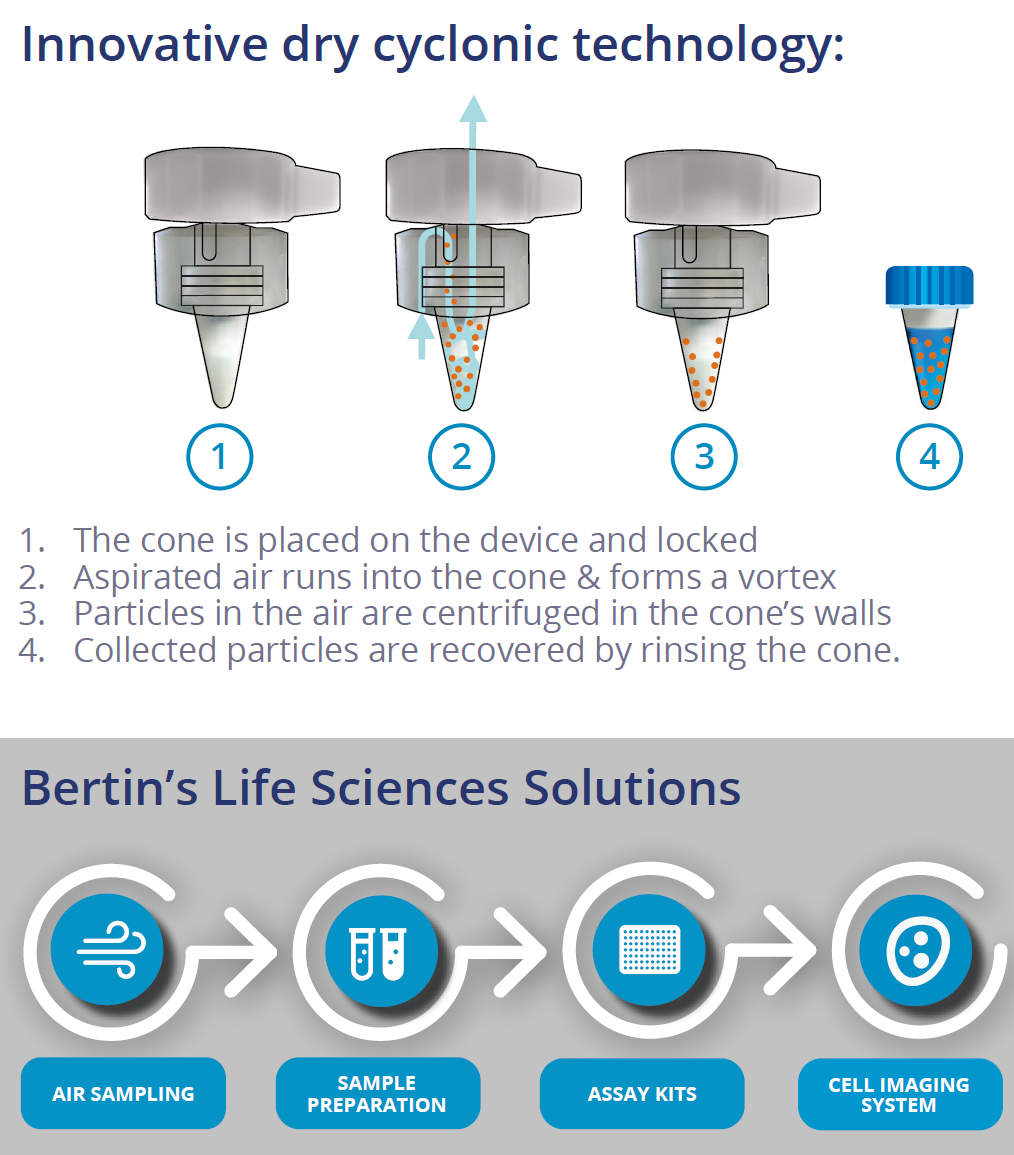 Innovative dry cyclonic technology:
1
2
3
4
1. The cone is placed on the device and locked
2. Aspirated air runs into the cone & forms a vortex
3. Particles in the air are centrifuged in the cone’s walls
4. Collected particles are recovered by rinsing the cone.
Bertin’s Life Sciences Solutions
AIR SAMPLING
SAMPLE
PREPARATION
ASSAY KITS
CELL IMAGING
SYSTEM